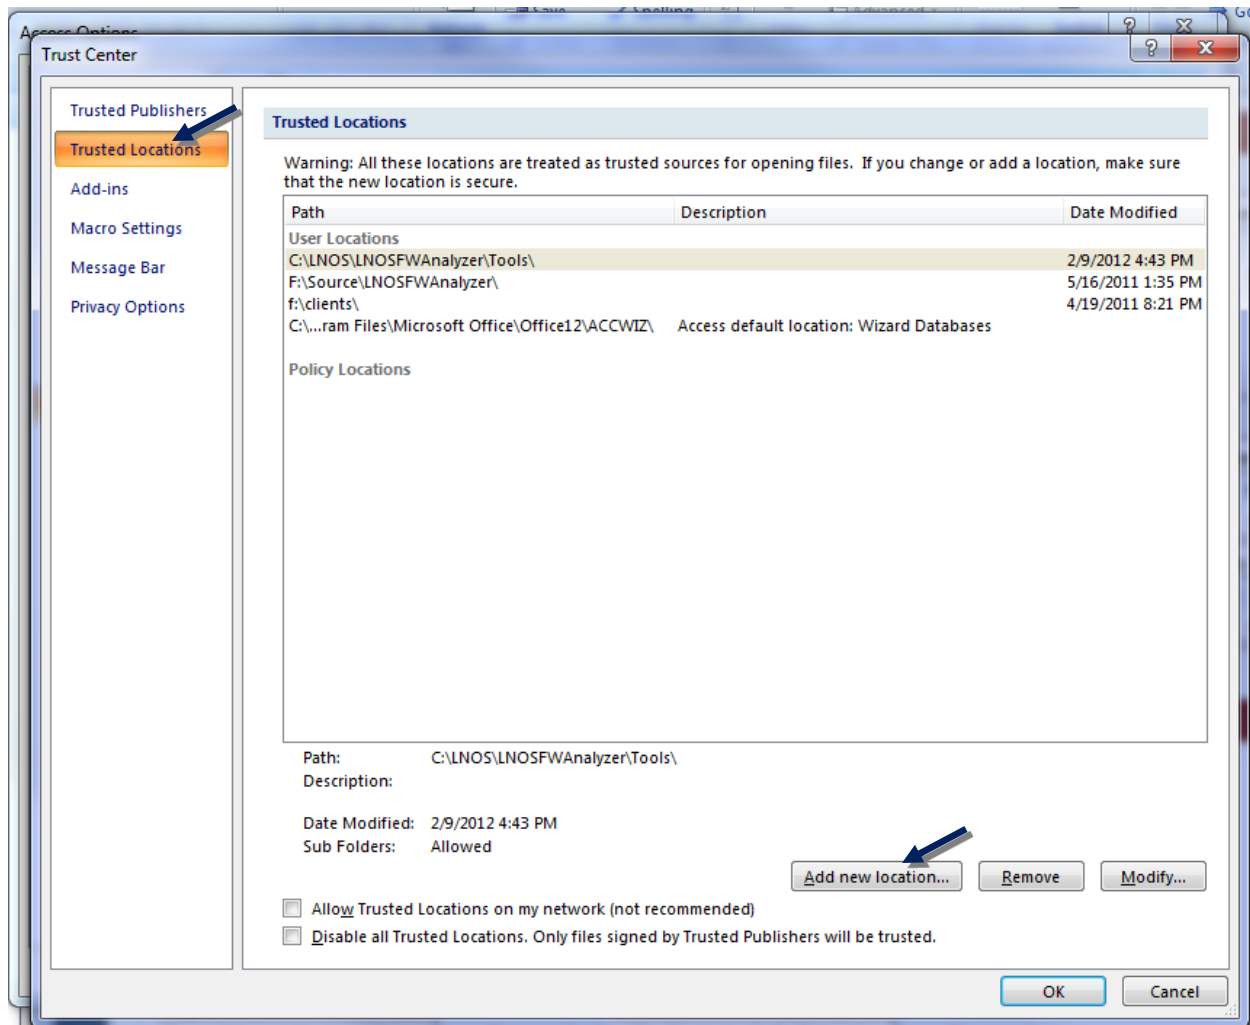 Save Spelling Advanced
Access Options
Trust Center
Trusted Publishers
Trusted Locations
Add-ins
Macro Settings
Message Bar
Privacy Options
Trusted Locations
Warning: All these locations are treated as trusted sources for opening files. If you change or add a location, make sure
that the new location is secure.
Path Description Date Modified
User Locations
C:\LNOS\LNOSFWAnalyzer\Tools\ 2/9/2012 4:43 PM
F:\Source\LNOSFWAnalyzer\ 5/16/2011 1:35 PM
f:\clients\ 4/19/2011 8:21 PM
C:\...ram Files\Microsoft Office\Office12\ACCWIZ\ Access default location: Wizard Databases
Policy Locations
Path: C:\LNOS\LNOSFWAnalyzer\Tools\
Description:
Date Modified: 2/9/2012 4:43 PM
Sub Folders: Allowed
Add new location... Remove Modify...
Allow Trusted Locations on my network (not recommended)
Disable all Trusted Locations. Only files signed by Trusted Publishers will be trusted.
OK Cancel